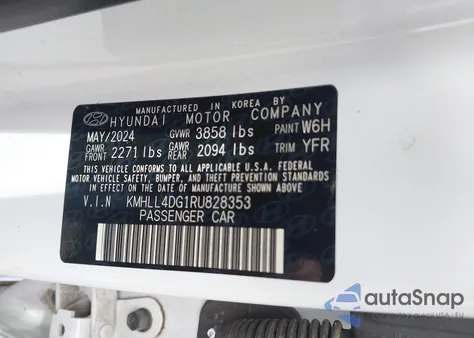 MANUFACTURED IN KOREA BY
HYUNDAI MOTOR COMPANY
MAY/2024 GVWR 3858 lbs PAINT W6H
GAWR FRONT 2271 lbs GAWR REAR 2094 lbs TRIM YFR
THIS VEHICLE CONFORMS TO ALL APPLICABLE U.S.A. FEDERAL
MOTOR VEHICLE SAFETY, BUMPER, AND THEFT PREVENTION STANDARDS
IN EFFECT ON THE DATE OF MANUFACTURE SHOWN ABOVE.
V.I.N KMHLL4DG1RU828353
PASSENGER CAR
autoSnap